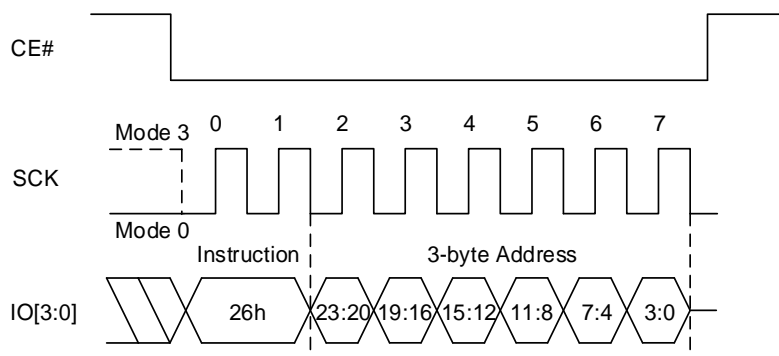 CE#
Mode 3
0 1 2 3 4 5 6 7
SCK
Mode 0
Instruction 3-byte Address
IO[3:0] 26h 23:20 19:16 15:12 11:8 7:4 3:0